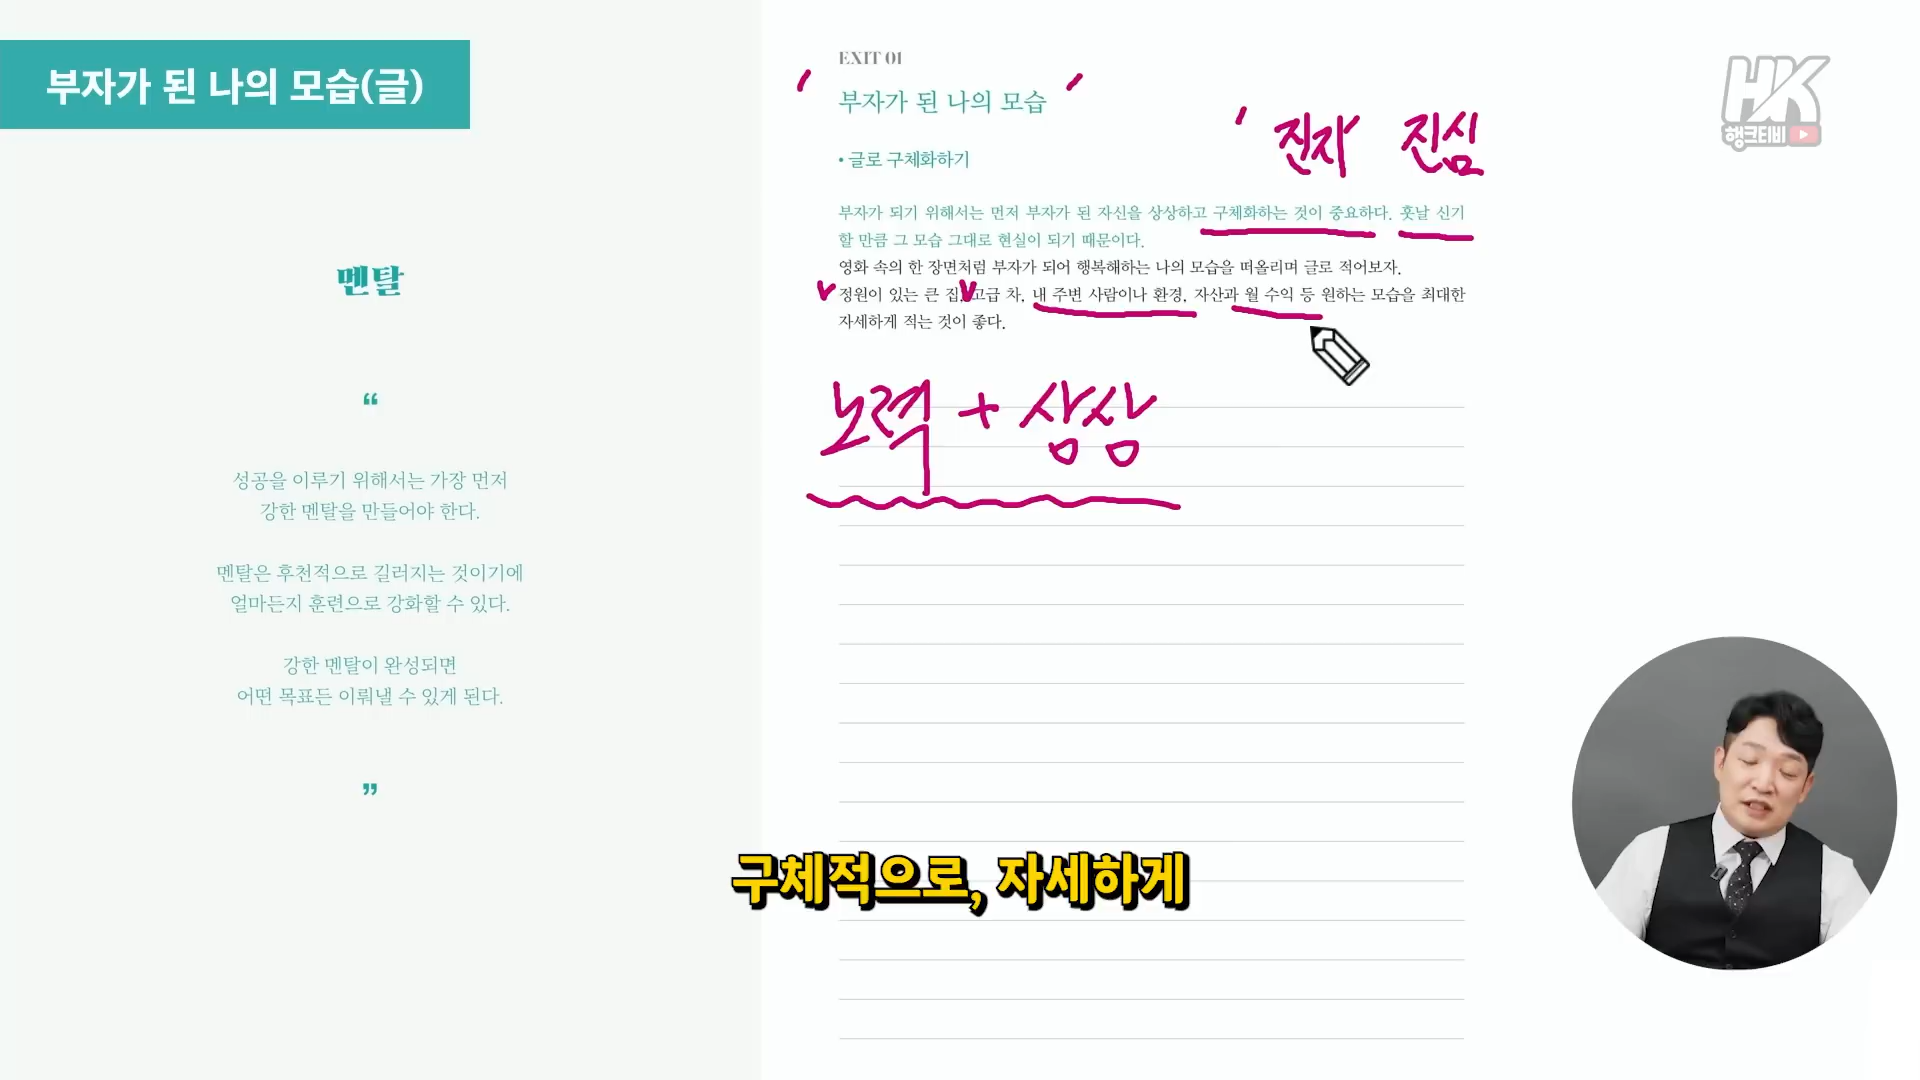 부자가 된 나의 모습(글)
멘탈
“
성공을 이루기 위해서는 가장 먼저
강한 멘탈을 만들어야 한다.
멘탈은 후천적으로 길러지는 것이기에
얼마든지 훈련으로 강화할 수 있다.
강한 멘탈이 완성되면
어떤 목표든 이뤄낼 수 있게 된다.
”
EXIT 01
부자가 된 나의 모습
• 글로 구체화하기
진짜 진심
부자가 되기 위해서는 먼저 부자가 된 자신을 상상하고 구체화하는 것이 중요하다. 훗날 신기
할 만큼 그 모습 그대로 현실이 되기 때문이다.
영화 속의 한 장면처럼 부자가 되어 행복해하는 나의 모습을 떠올리며 글로 적어보자.
정원이 있는 큰 집, 고급 차, 내 주변 사람이나 환경, 자산과 월 수익 등 원하는 모습을 최대한
자세하게 적는 것이 좋다.
노력 + 상상
구체적으로, 자세하게
HK
행크티비